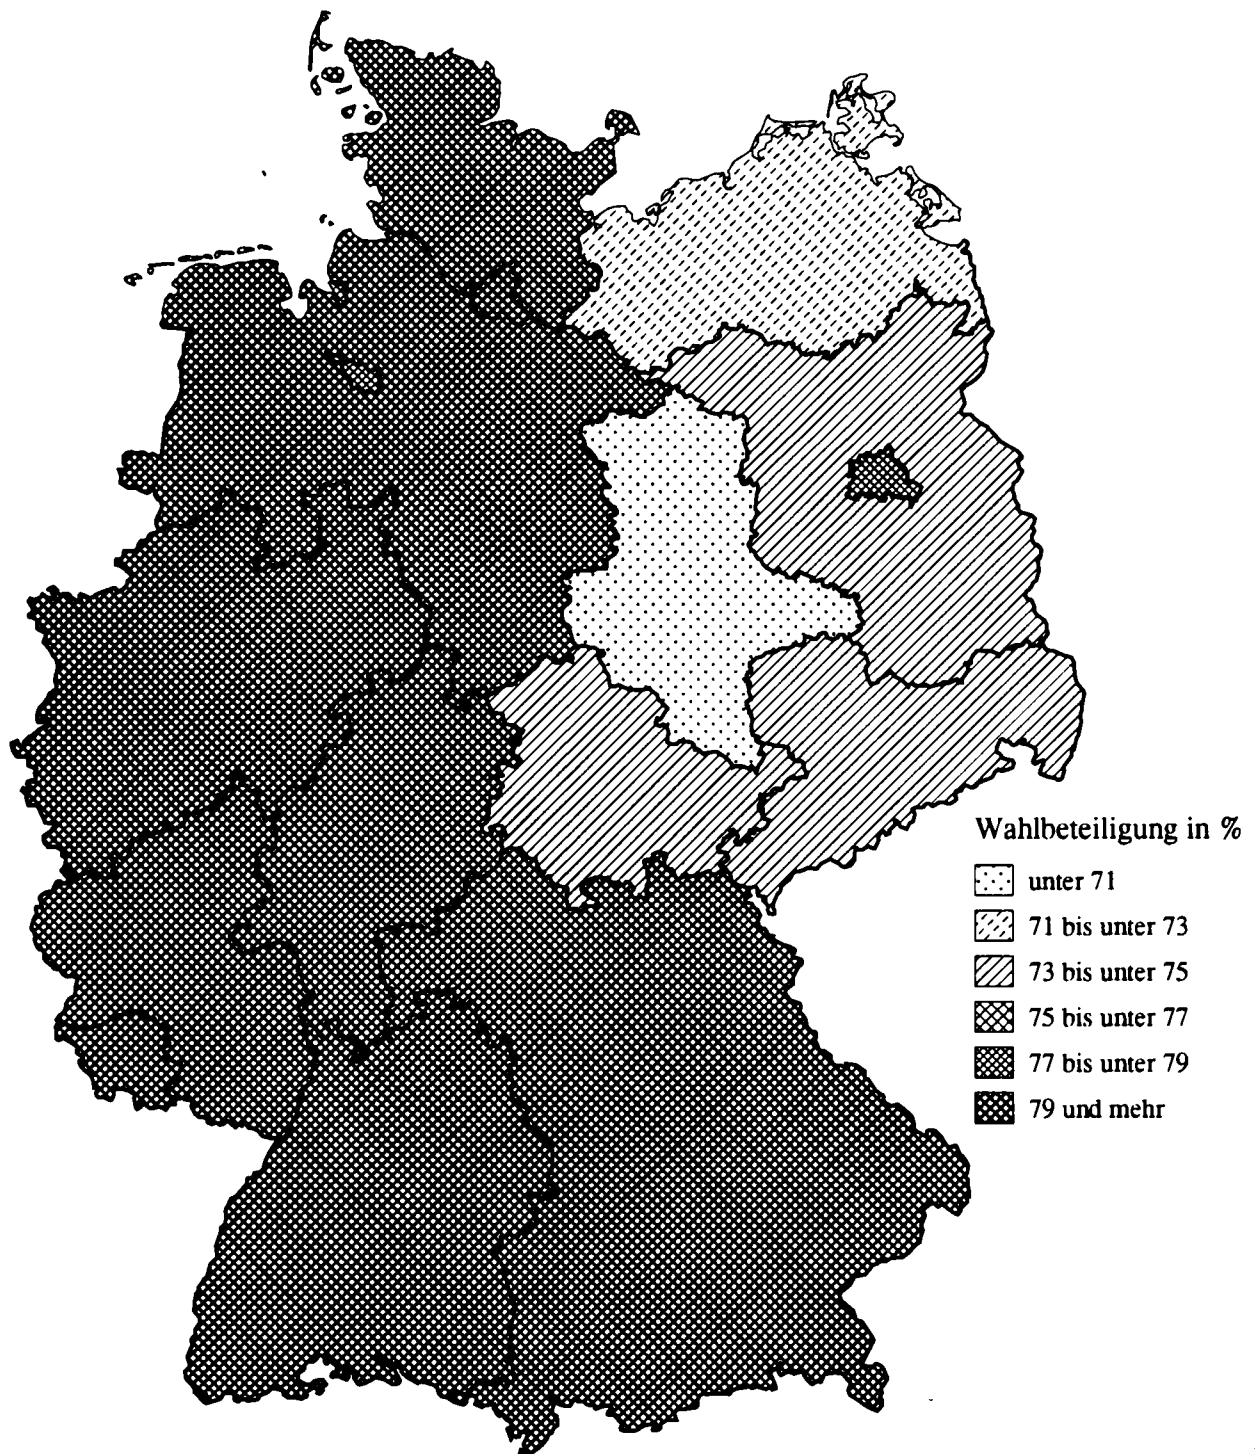 Wahlbeteiligung in %
unter 71
71 bis unter 73
73 bis unter 75
75 bis unter 77
77 bis unter 79
79 und mehr